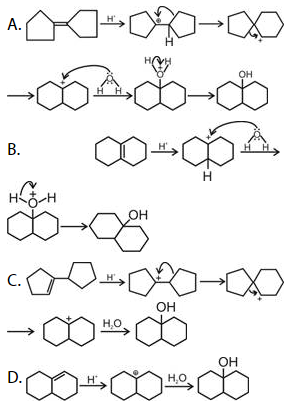 A. H⁺ ⊕ H +
+ O H H H + H O OH
B. H⁺ + O H H H
H + H O OH
C. H⁺ + +
+ H₂O OH
D. H⁺ ⊕ H₂O OH